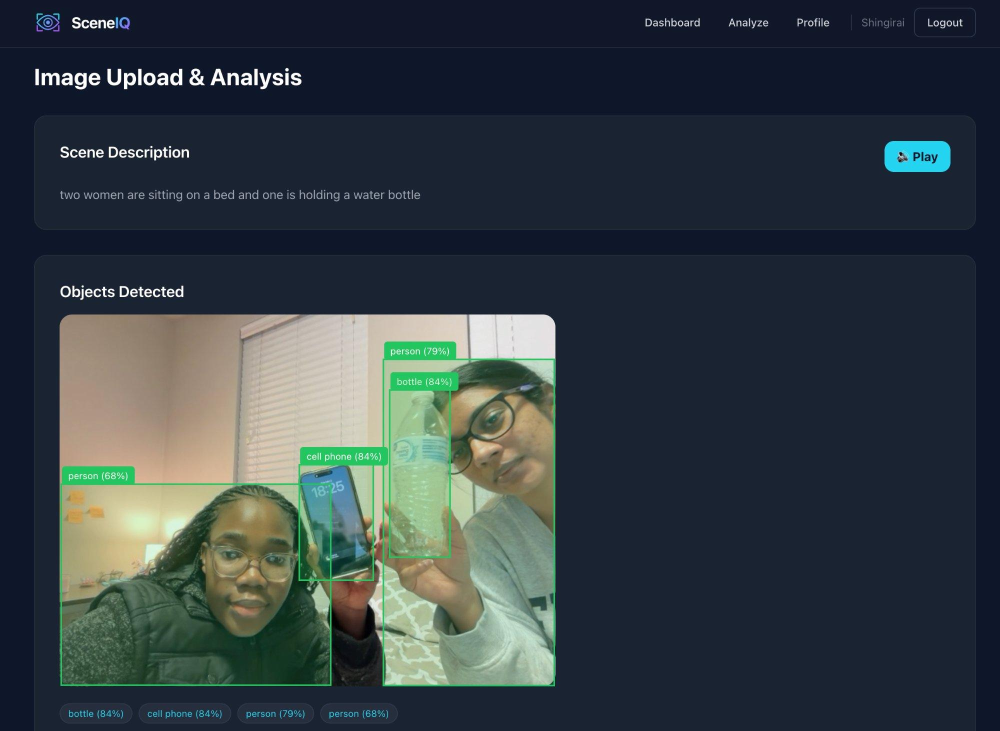 SceneIQ Dashboard Analyze Profile Shingirai Logout
Image Upload & Analysis
Scene Description
🔊 Play
two women are sitting on a bed and one is holding a water bottle
Objects Detected
person (79%)
bottle (84%)
cell phone (84%)
person (68%)
18:25
bottle (84%) cell phone (84%) person (79%) person (68%)